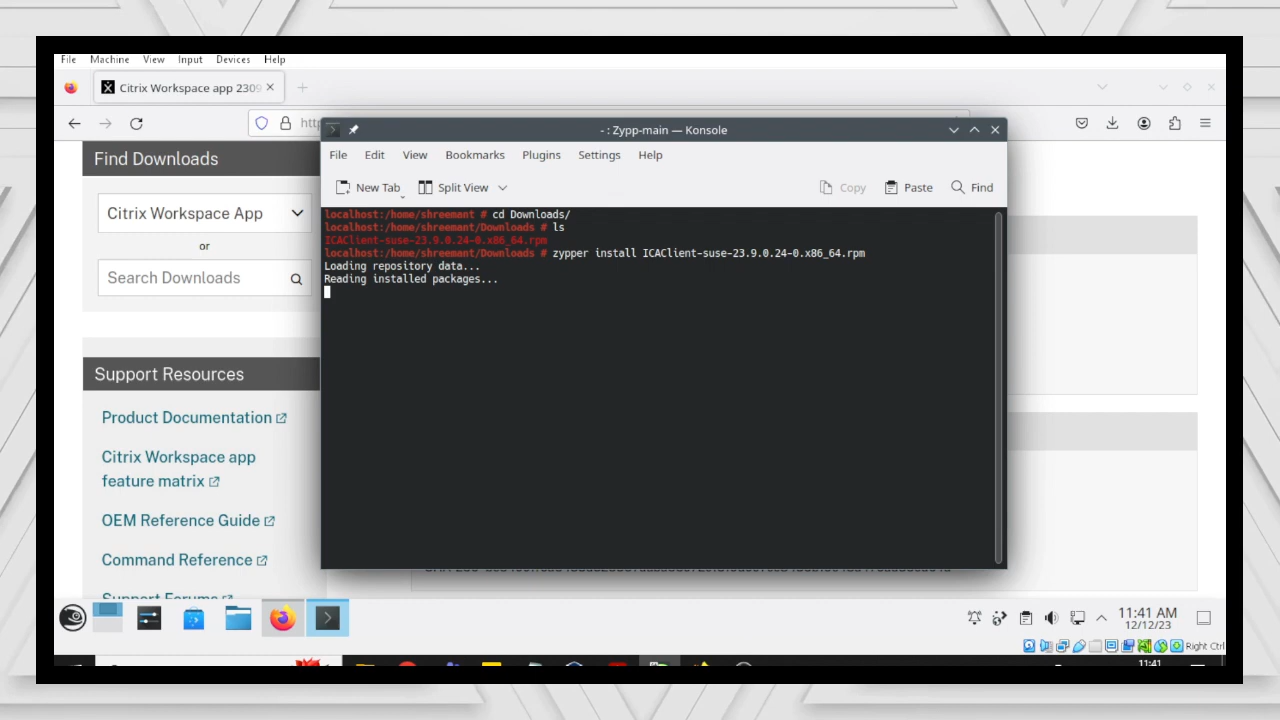 File Machine View Input Devices Help
Citrix Workspace app 2309
- : Zypp-main — Konsole
File Edit View Bookmarks Plugins Settings Help
New Tab Split View Copy Paste Find
Find Downloads
Citrix Workspace App
or
Search Downloads
Support Resources
Product Documentation
Citrix Workspace app
feature matrix
OEM Reference Guide
Command Reference
Support Forums
localhost:/home/shreemant # cd Downloads/
localhost:/home/shreemant/Downloads # ls
ICAClient-suse-23.9.0.24-0.x86_64.rpm
localhost:/home/shreemant/Downloads # zypper install ICAClient-suse-23.9.0.24-0.x86_64.rpm
Loading repository data...
Reading installed packages...
11:41 AM
12/12/23
Right Ctrl
11:41